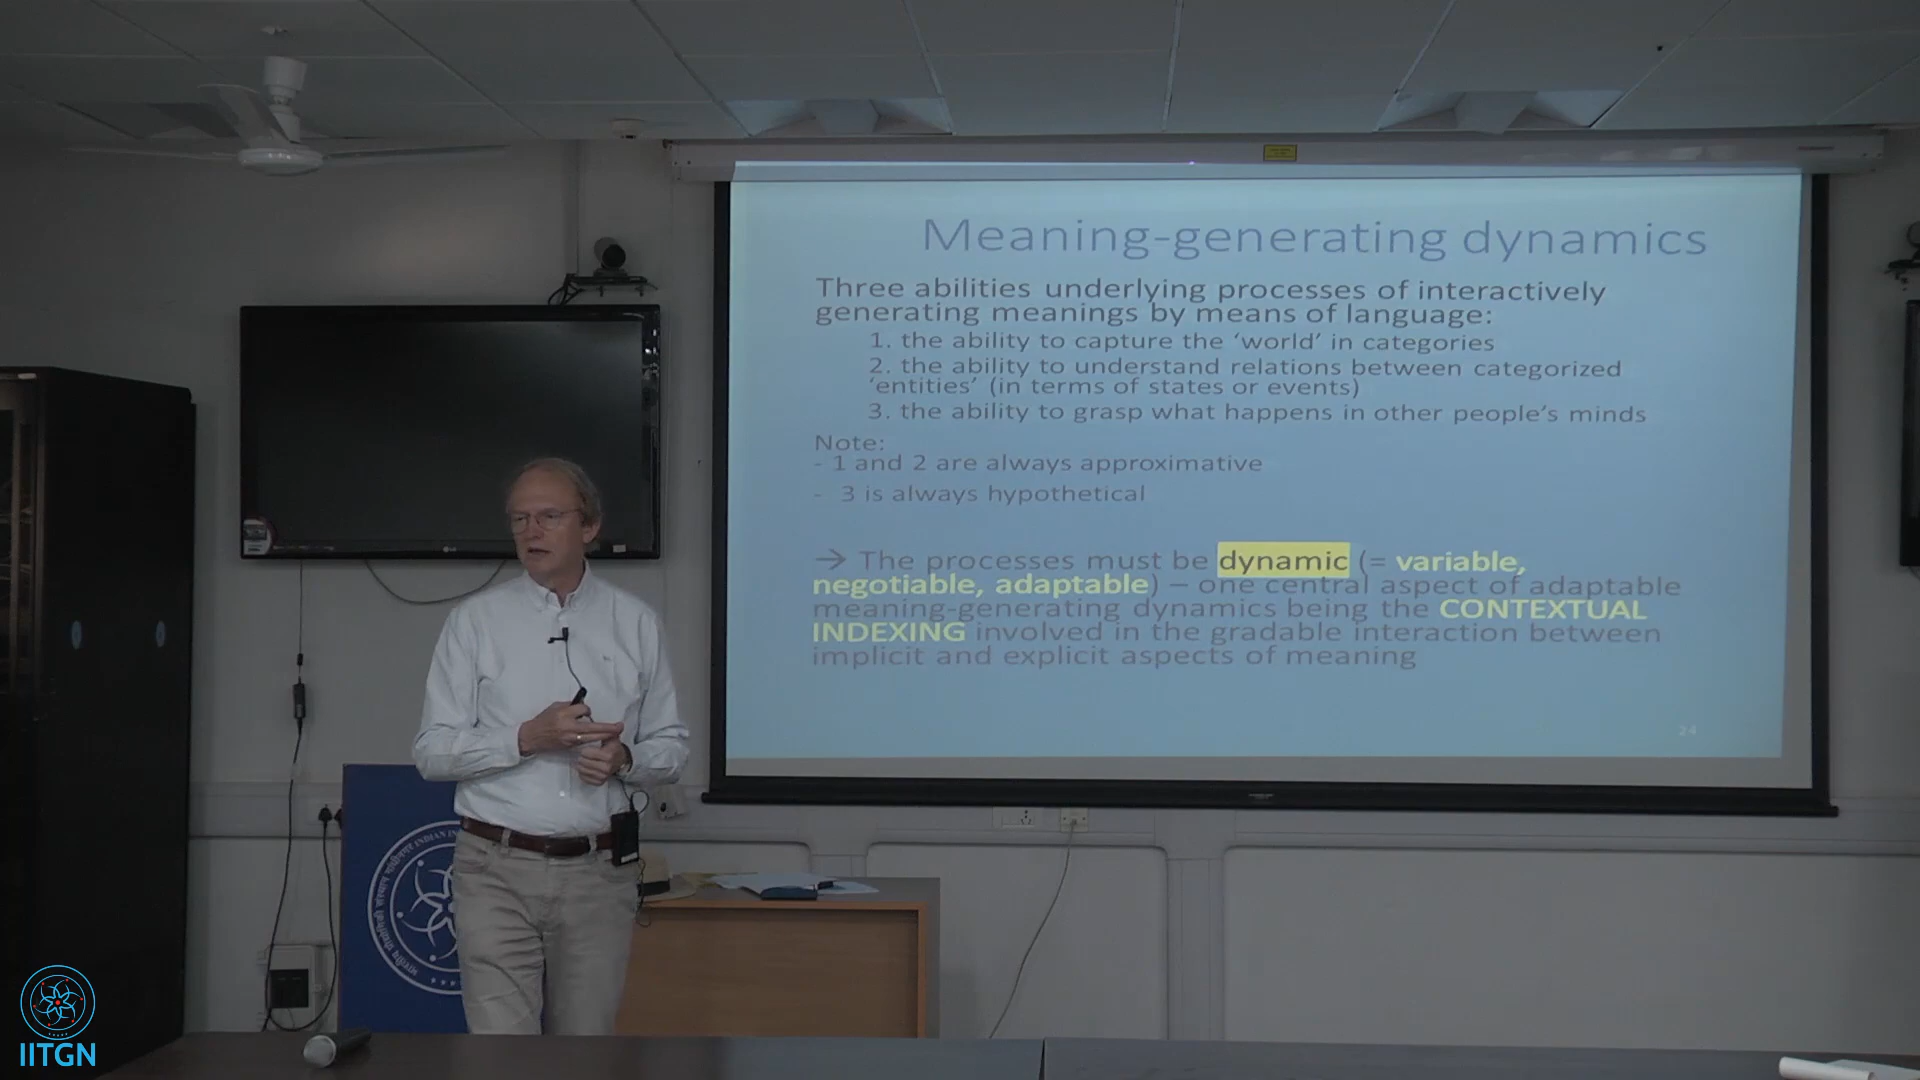 Meaning-generating dynamics
Three abilities underlying processes of interactively
generating meanings by means of language:
1. the ability to capture the ‘world’ in categories
2. the ability to understand relations between categorized
‘entities’ (in terms of states or events)
3. the ability to grasp what happens in other people’s minds
Note:
- 1 and 2 are always approximative
- 3 is always hypothetical
→ The processes must be dynamic (= variable,
negotiable, adaptable) – one central aspect of adaptable
meaning-generating dynamics being the CONTEXTUAL
INDEXING involved in the gradable interaction between
implicit and explicit aspects of meaning
24
भारतीय प्रौद्योगिकी संस्थान गांधीनगर INDIAN
IITGN